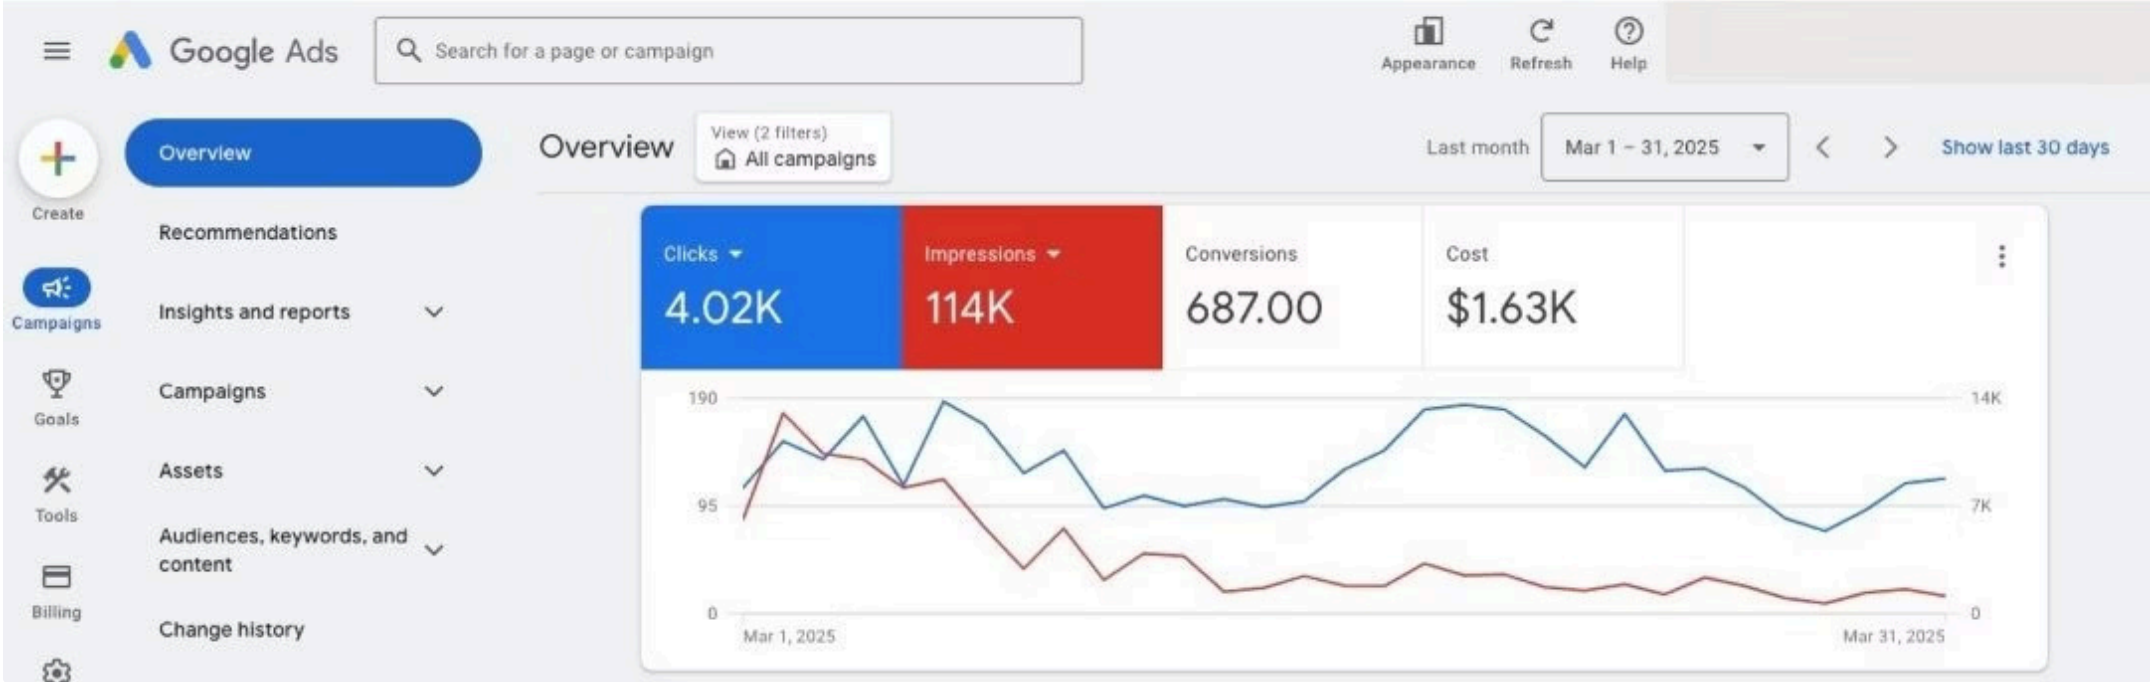 Google Ads
Search for a page or campaign
Appearance
Refresh
Help
Create
Campaigns
Goals
Tools
Billing
Overview
Recommendations
Insights and reports
Campaigns
Assets
Audiences, keywords, and
content
Change history
Overview
View (2 filters)
All campaigns
Last month
Mar 1 – 31, 2025
Show last 30 days
Clicks
4.02K
Impressions
114K
Conversions
687.00
Cost
$1.63K
190
95
0
14K
7K
0
Mar 1, 2025
Mar 31, 2025